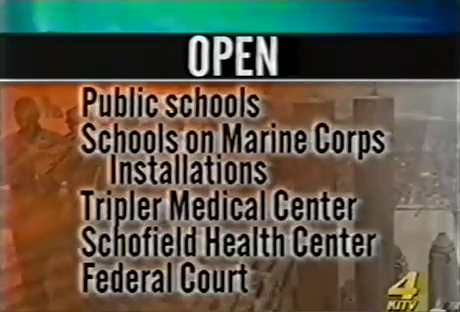 OPEN
Public schools
Schools on Marine Corps
Installations
Tripler Medical Center
Schofield Health Center
Federal Court
4
KITV